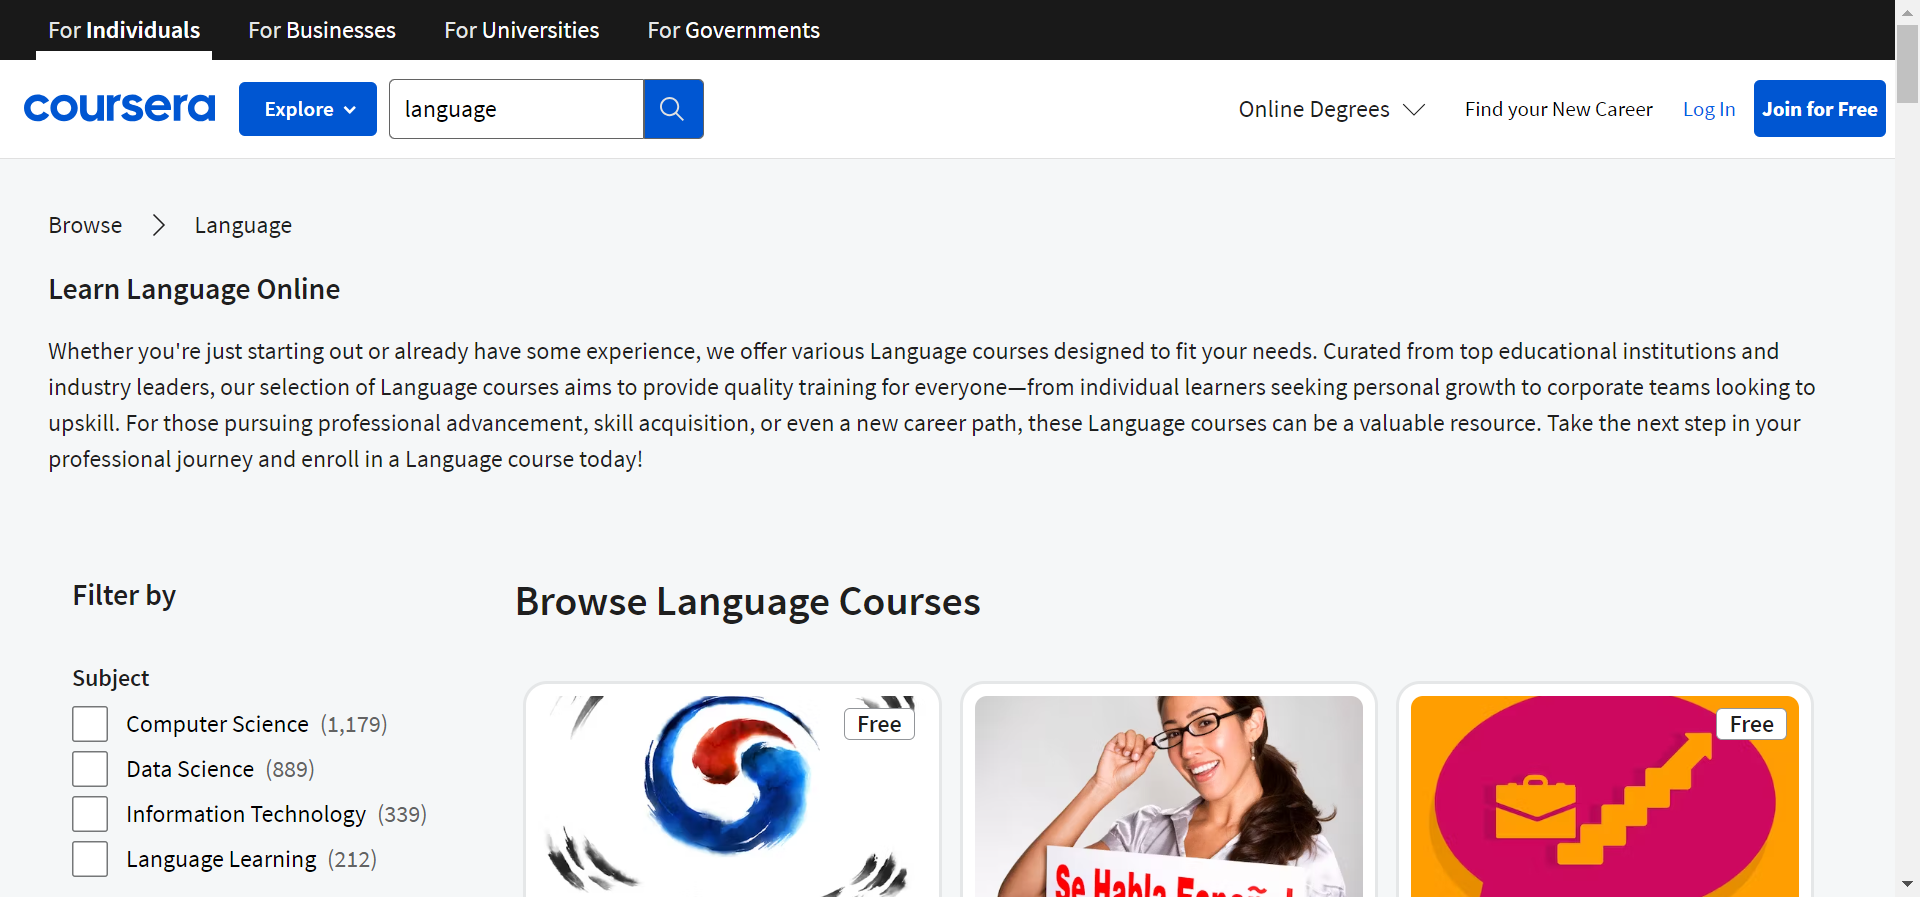 For Individuals
For Businesses
For Universities
For Governments
coursera
Explore
language
Online Degrees
Find your New Career
Log In
Join for Free
Browse
Language
Learn Language Online
Whether you're just starting out or already have some experience, we offer various Language courses designed to fit your needs. Curated from top educational institutions and
industry leaders, our selection of Language courses aims to provide quality training for everyone—from individual learners seeking personal growth to corporate teams looking to
upskill. For those pursuing professional advancement, skill acquisition, or even a new career path, these Language courses can be a valuable resource. Take the next step in your
professional journey and enroll in a Language course today!
Filter by
Subject
Computer Science (1,179)
Data Science (889)
Information Technology (339)
Language Learning (212)
Browse Language Courses
Free
Se Habla
Free